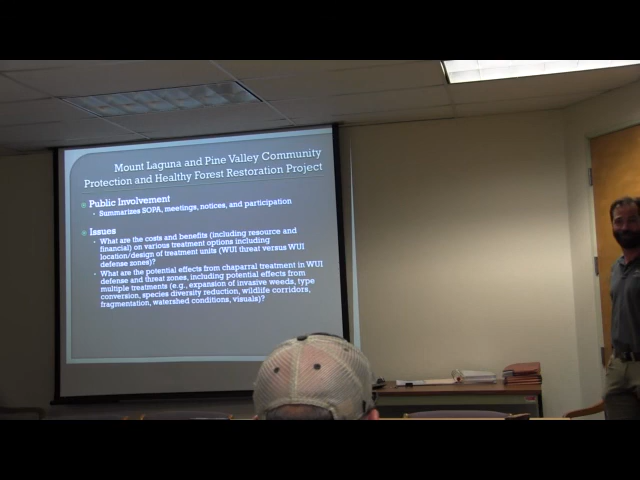 Mount Laguna and Pine Valley Community
Protection and Healthy Forest Restoration Project
Public Involvement
Summarizes SOPA, meetings, notices, and participation
Issues
What are the costs and benefits (including resource and
financial) on various treatment options including
location/design of treatment units (WUI threat versus WUI
defense zones)?
What are the potential effects from chaparral treatment in WUI
defense and threat zones, including potential effects from
multiple treatments (e.g., expansion of invasive weeds, type
conversion, species diversity reduction, wildlife corridors,
fragmentation, watershed conditions, visuals)?